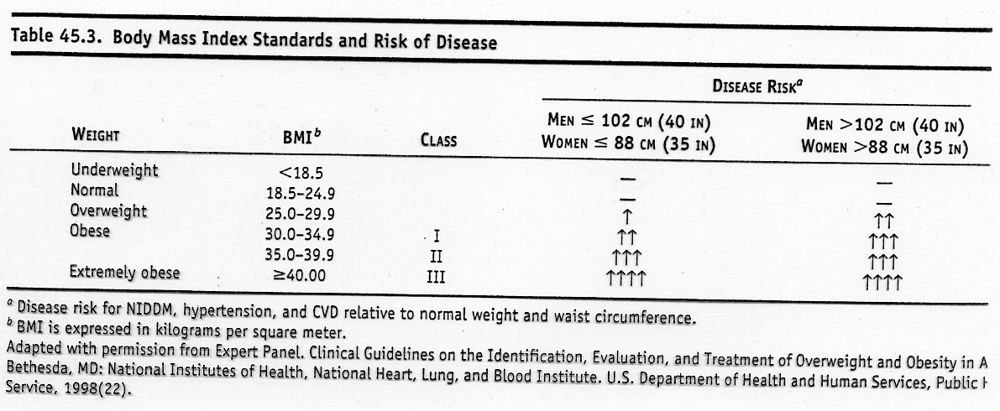 Table 45.3. Body Mass Index Standards and Risk of Disease
DISEASE RISKa
MEN ≤ 102 CM (40 IN) MEN >102 CM (40 IN)
WEIGHT BMIb CLASS WOMEN ≤ 88 CM (35 IN) WOMEN >88 CM (35 IN)
Underweight <18.5 — —
Normal 18.5–24.9 — —
Overweight 25.0–29.9 ↑ ↑↑
Obese 30.0–34.9 I ↑↑ ↑↑↑
35.0–39.9 II ↑↑↑ ↑↑↑
Extremely obese ≥40.00 III ↑↑↑↑ ↑↑↑↑
a Disease risk for NIDDM, hypertension, and CVD relative to normal weight and waist circumference.
b BMI is expressed in kilograms per square meter.
Adapted with permission from Expert Panel. Clinical Guidelines on the Identification, Evaluation, and Treatment of Overweight and Obesity in A
Bethesda, MD: National Institutes of Health, National Heart, Lung, and Blood Institute. U.S. Department of Health and Human Services, Public
Service, 1998(22).